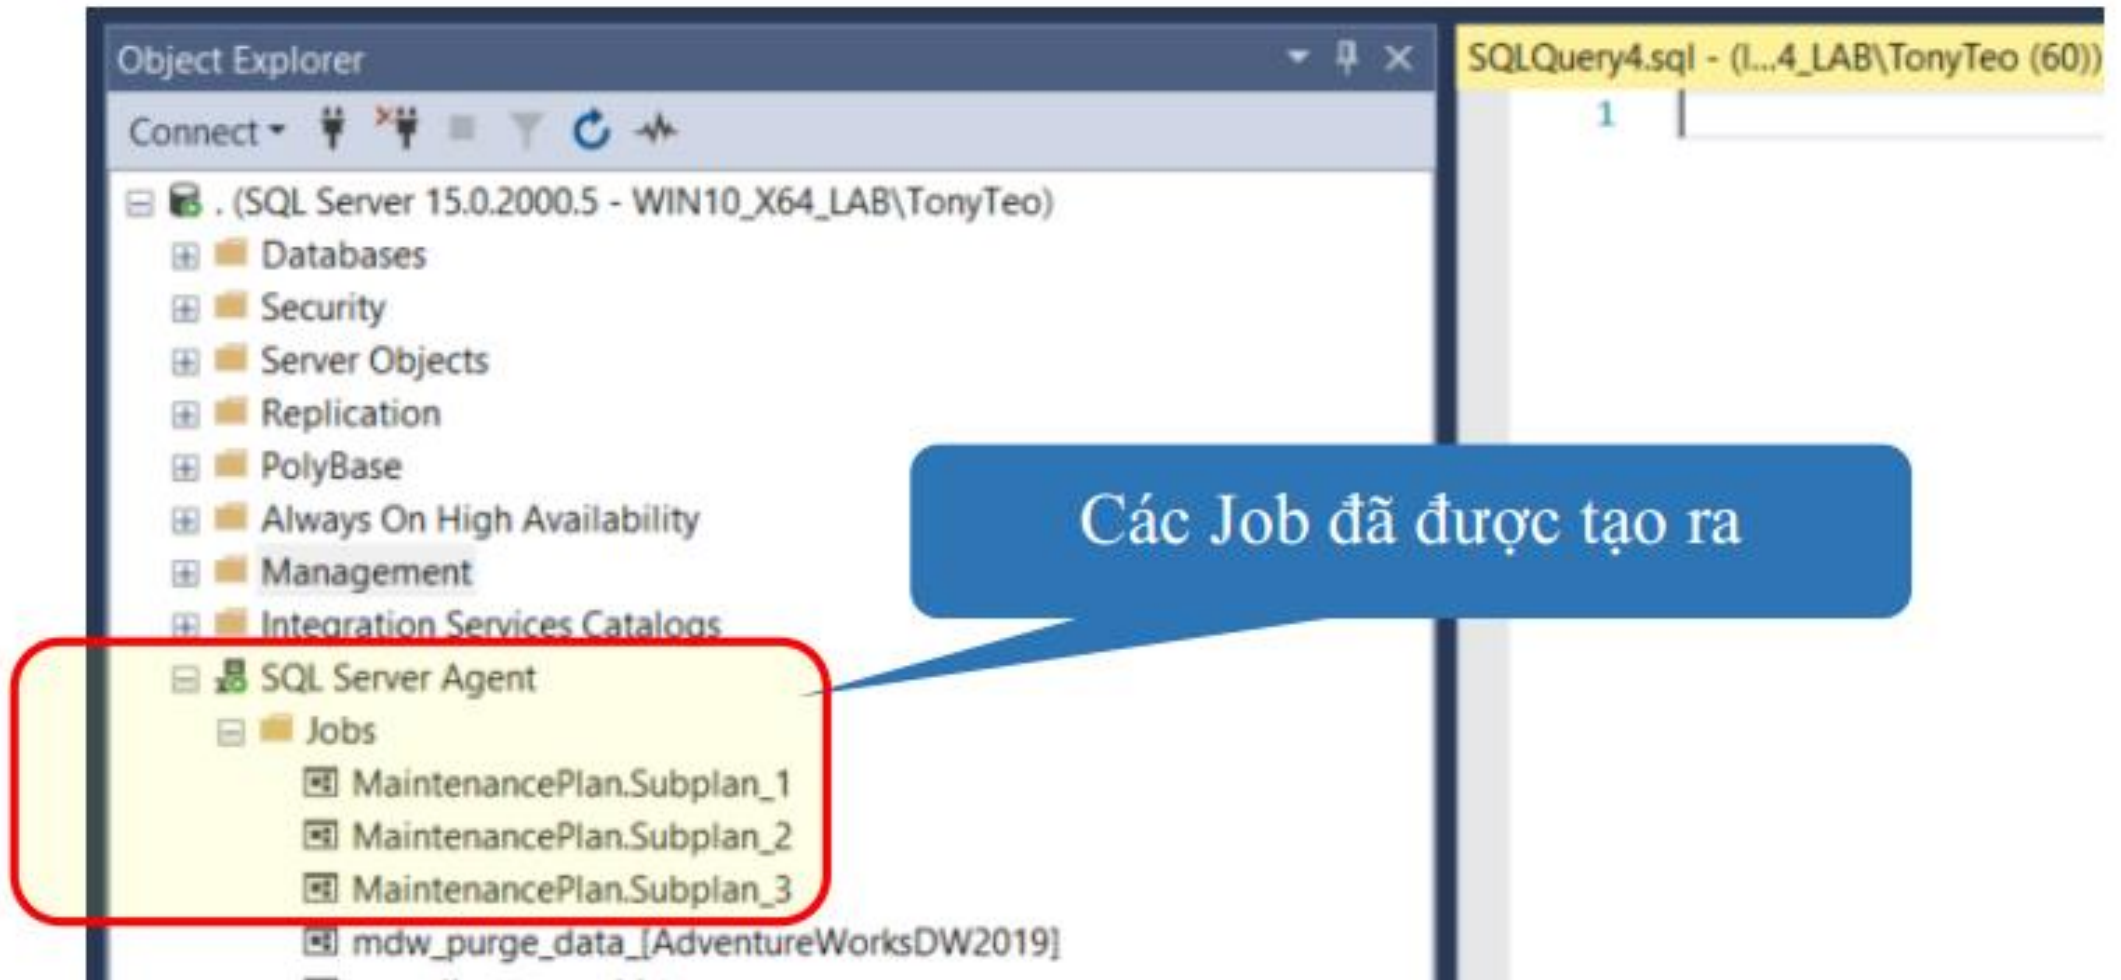 Object Explorer
Connect
. (SQL Server 15.0.2000.5 - WIN10_X64_LAB\TonyTeo)
Databases
Security
Server Objects
Replication
PolyBase
Always On High Availability
Management
Integration Services Catalogs
SQL Server Agent
Jobs
MaintenancePlan.Subplan_1
MaintenancePlan.Subplan_2
MaintenancePlan.Subplan_3
mdw_purge_data_[AdventureWorksDW2019]
SQLQuery4.sql - (l...4_LAB\TonyTeo (60))
1
Các Job đã được tạo ra